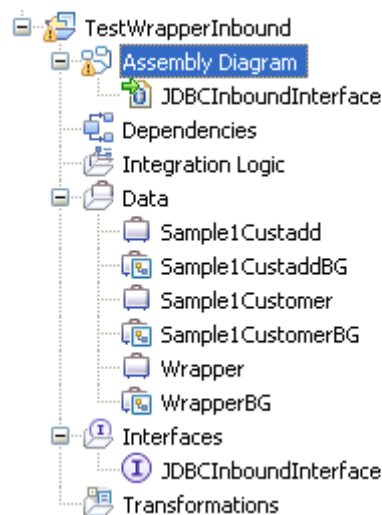 TestWrapperInbound
Assembly Diagram
JDBCInboundInterface
Dependencies
Integration Logic
Data
Sample1Custadd
Sample1CustaddBG
Sample1Customer
Sample1CustomerBG
Wrapper
WrapperBG
Interfaces
JDBCInboundInterface
Transformations